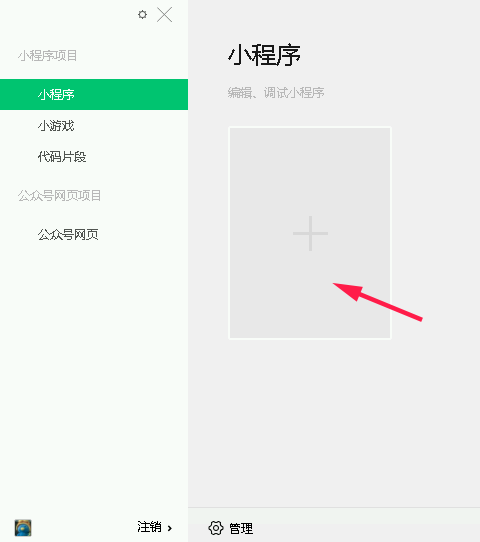 小程序项目
小程序
小游戏
代码片段
公众号网页项目
公众号网页
注销
小程序
编辑、调试小程序
管理